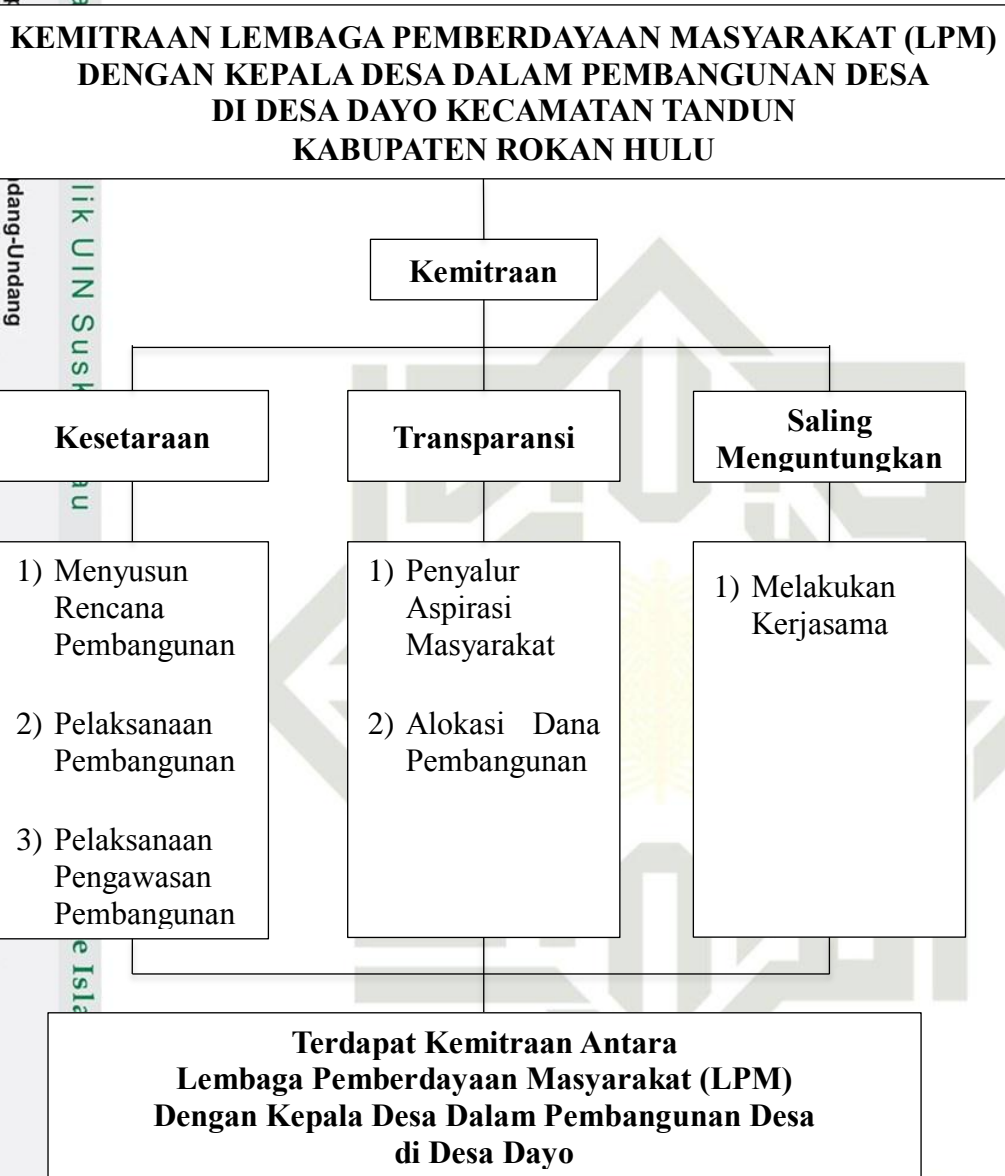 KEMITRAAN LEMBAGA PEMBERDAYAAN MASYARAKAT (LPM)
DENGAN KEPALA DESA DALAM PEMBANGUNAN DESA
DI DESA DAYO KECAMATAN TANDUN
KABUPATEN ROKAN HULU
Kemitraan
Kesetaraan
Transparansi
Saling
Menguntungkan
1) Menyusun
Rencana
Pembangunan
2) Pelaksanaan
Pembangunan
3) Pelaksanaan
Pengawasan
Pembangunan
1) Penyalur
Aspirasi
Masyarakat
2) Alokasi Dana
Pembangunan
1) Melakukan
Kerjasama
Terdapat Kemitraan Antara
Lembaga Pemberdayaan Masyarakat (LPM)
Dengan Kepala Desa Dalam Pembangunan Desa
di Desa Dayo
UIN